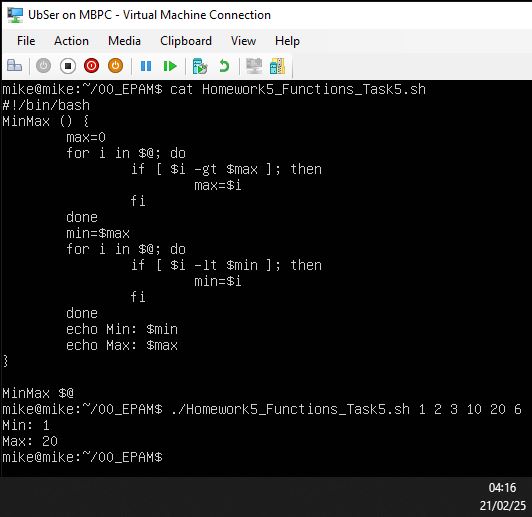 UbSer on MBPC - Virtual Machine Connection
File Action Media Clipboard View Help
mike@mike:~/00_EPAM$ cat Homework5_Functions_Task5.sh
#!/bin/bash
MinMax () {
        max=0
        for i in $@; do
                if [ $i -gt $max ]; then
                        max=$i
                fi
        done
        min=$max
        for i in $@; do
                if [ $i -lt $min ]; then
                        min=$i
                fi
        done
        echo Min: $min
        echo Max: $max
}
MinMax $@
mike@mike:~/00_EPAM$ ./Homework5_Functions_Task5.sh 1 2 3 10 20 6
Min: 1
Max: 20
mike@mike:~/00_EPAM$
04:16
21/02/25